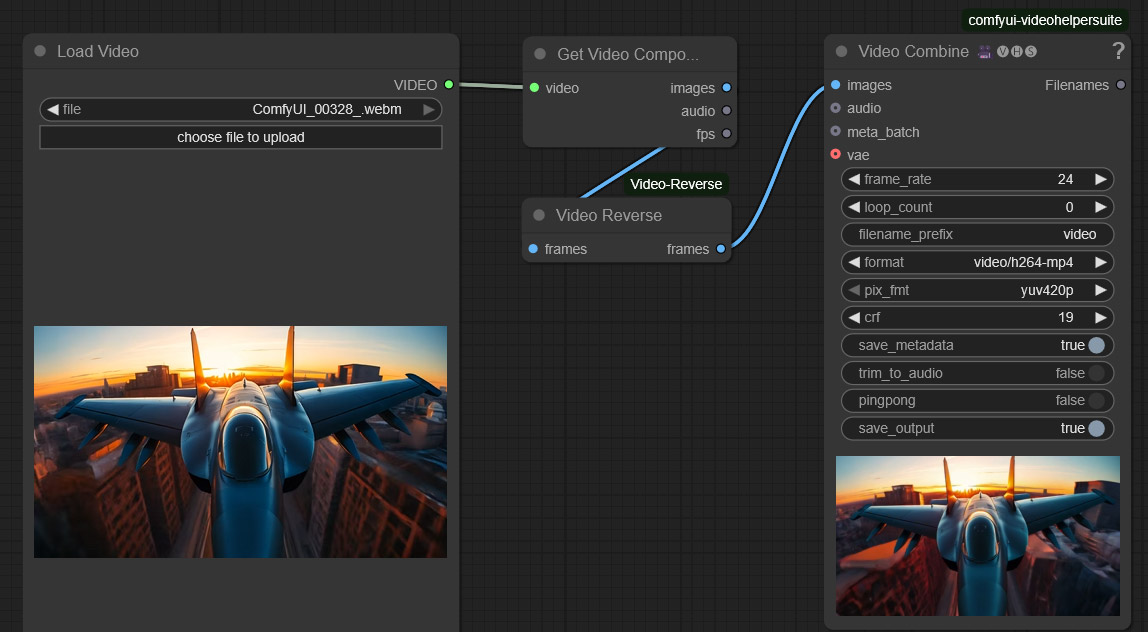 comfyui-videohelpersuite
Load Video
VIDEO
file ComfyUI_00328_.webm
choose file to upload
Get Video Compo...
video images
audio
fps
Video-Reverse
Video Reverse
frames frames
Video Combine VHS ?
images Filenames
audio
meta_batch
vae
frame_rate 24
loop_count 0
filename_prefix video
format video/h264-mp4
pix_fmt yuv420p
crf 19
save_metadata true
trim_to_audio false
pingpong false
save_output true